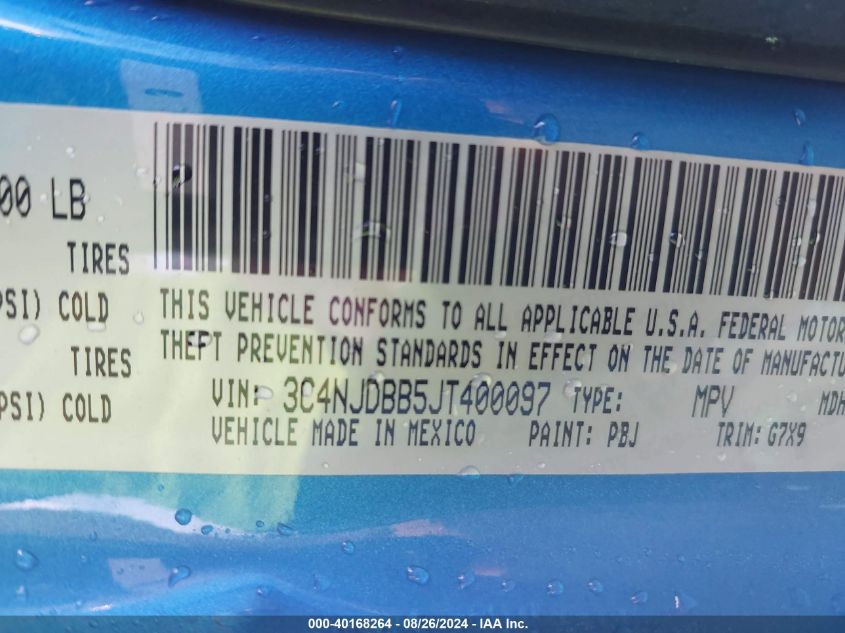 00 LB
TIRES
PSI) COLD
TIRES
PSI) COLD
THIS VEHICLE CONFORMS TO ALL APPLICABLE U.S.A. FEDERAL MOTOR
THEFT PREVENTION STANDARDS IN EFFECT ON THE DATE OF MANUFACTU
VIN: 3C4NJDBB5JT400097 TYPE: MPV MDH
VEHICLE MADE IN MEXICO PAINT: PBJ TRIM: G7X9
000-40168264 - 08/26/2024 - IAA Inc.